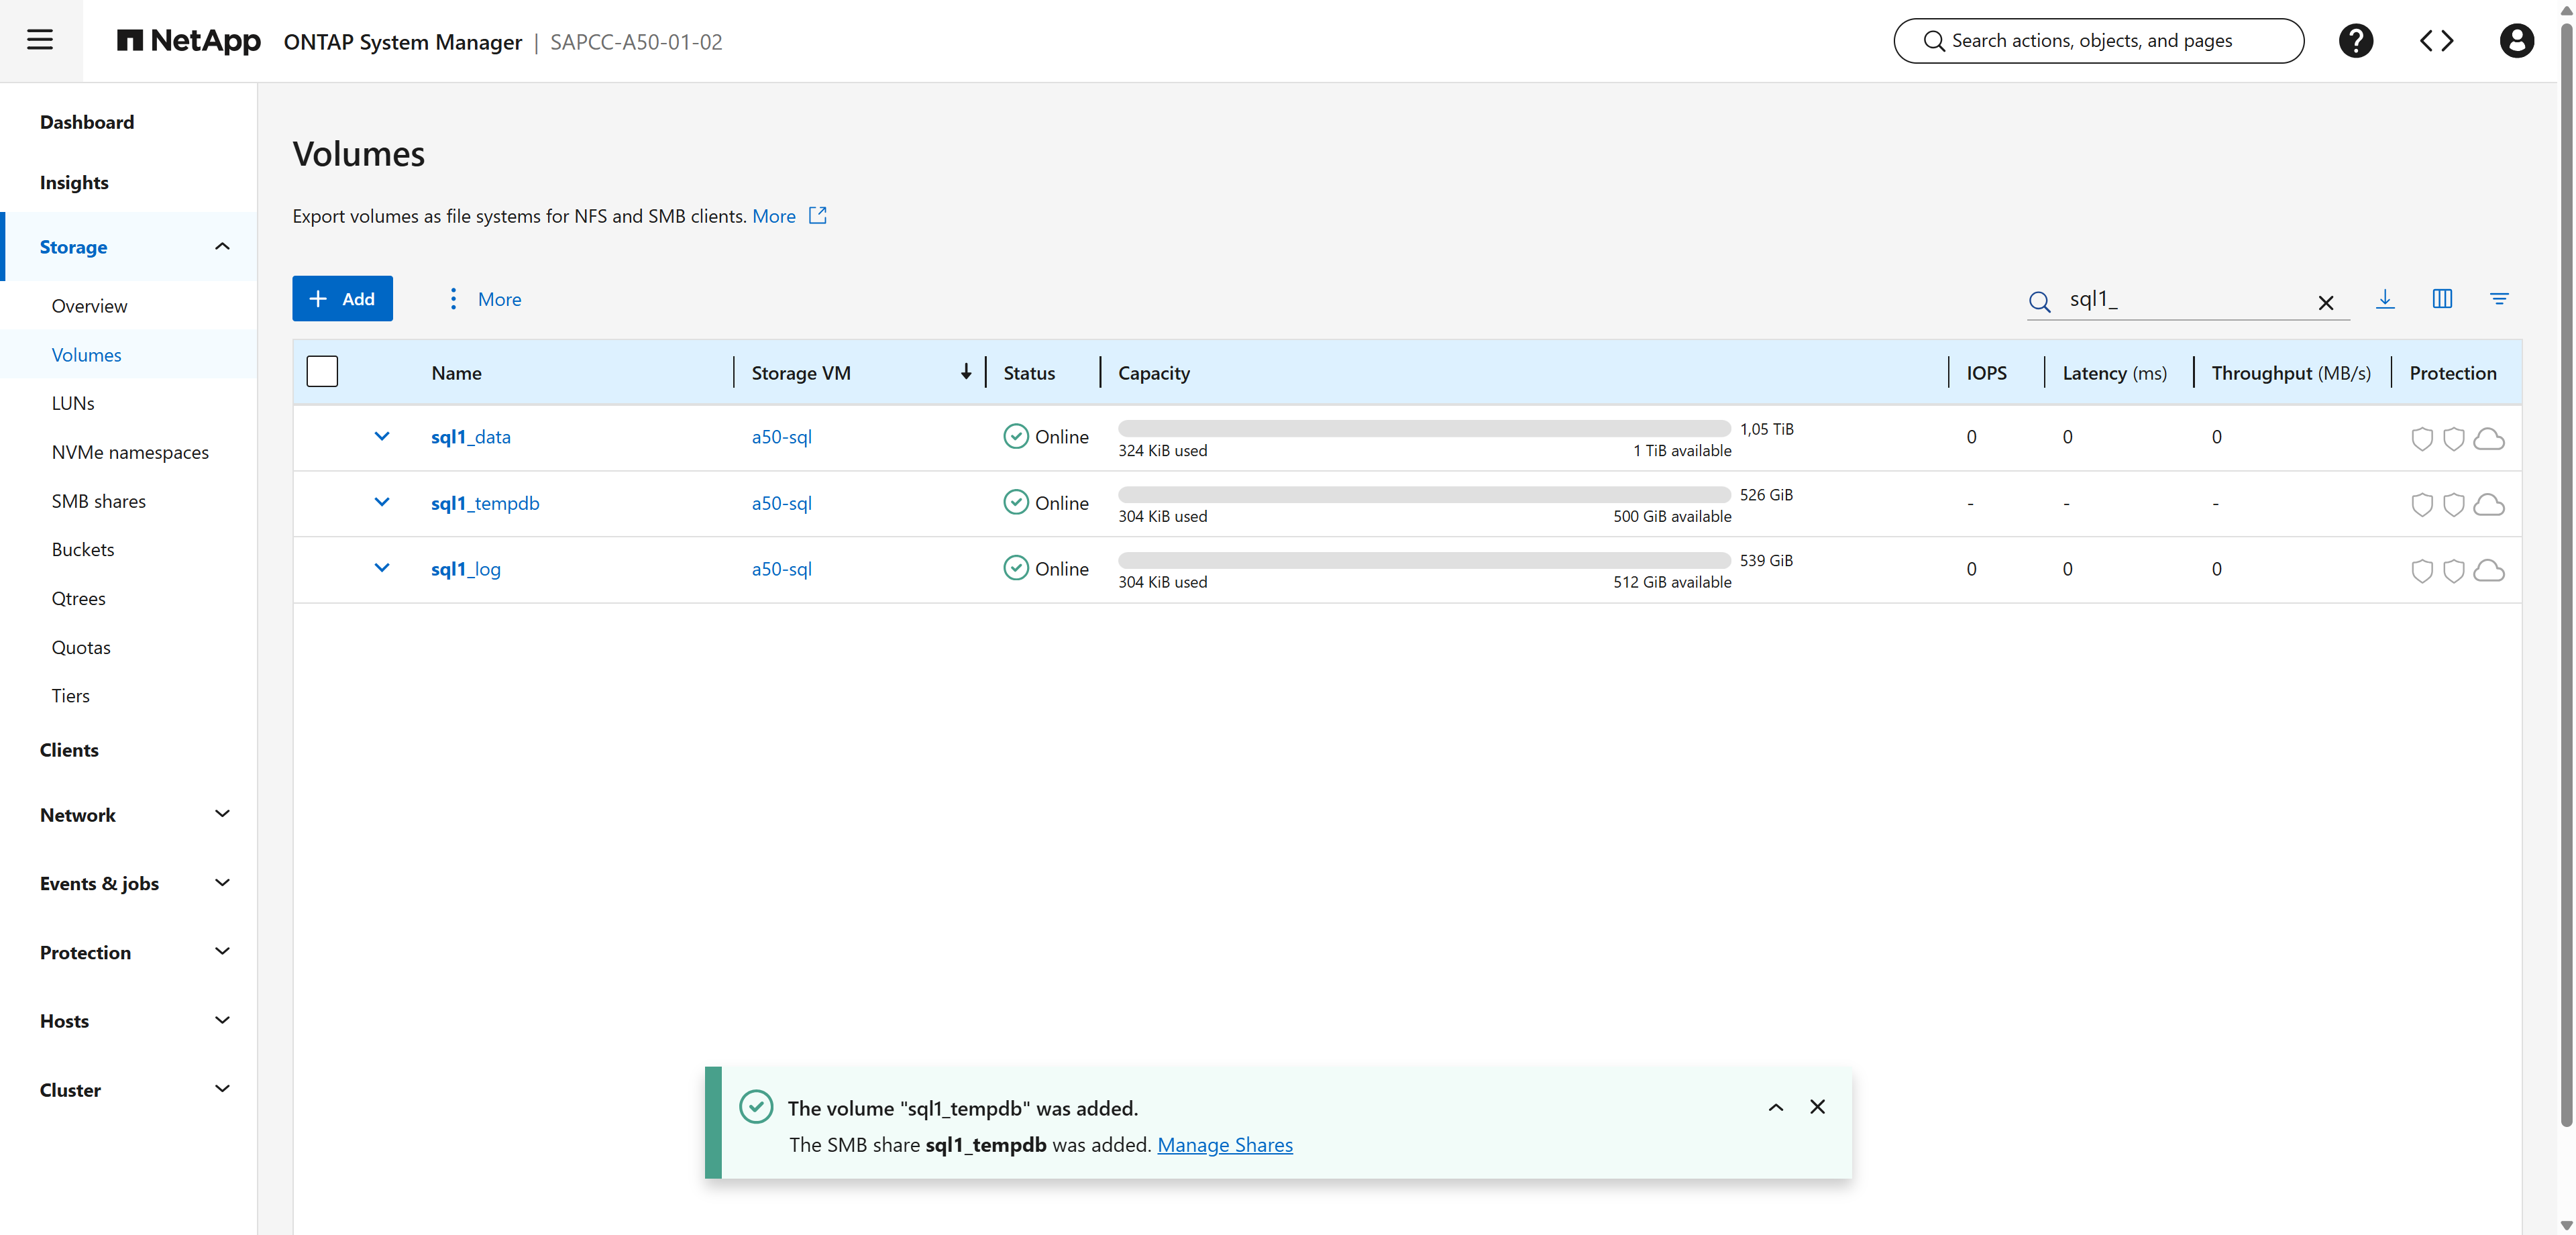 NetApp ONTAP System Manager | SAPCC-A50-01-02
Search actions, objects, and pages
Dashboard
Insights
Storage
Overview
Volumes
LUNs
NVMe namespaces
SMB shares
Buckets
Qtrees
Quotas
Tiers
Clients
Network
Events & jobs
Protection
Hosts
Cluster
Volumes
Export volumes as file systems for NFS and SMB clients. More
+ Add
More
sql1_
Name Storage VM Status Capacity IOPS Latency (ms) Throughput (MB/s) Protection
sql1_data a50-sql Online 1,05 TiB 0 0 0
324 KiB used 1 TiB available
sql1_tempdb a50-sql Online 526 GiB - - -
304 KiB used 500 GiB available
sql1_log a50-sql Online 539 GiB 0 0 0
304 KiB used 512 GiB available
The volume "sql1_tempdb" was added.
The SMB share sql1_tempdb was added. Manage Shares